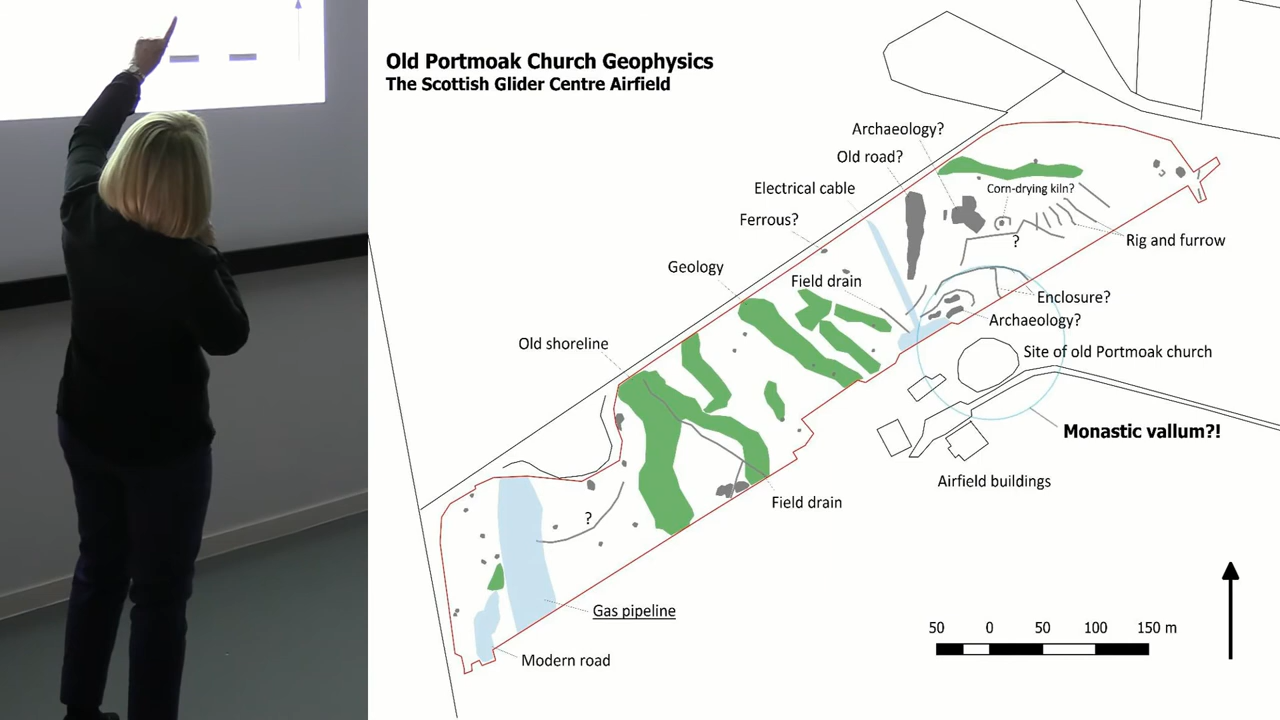 Old Portmoak Church Geophysics
The Scottish Glider Centre Airfield
Archaeology?
Old road?
Electrical cable
Corn-drying kiln?
Ferrous?
Rig and furrow
?
Geology
Field drain
Enclosure?
Archaeology?
Old shoreline
Site of old Portmoak church
Monastic vallum?!
Airfield buildings
Field drain
?
Gas pipeline
50 0 50 100 150 m
Modern road